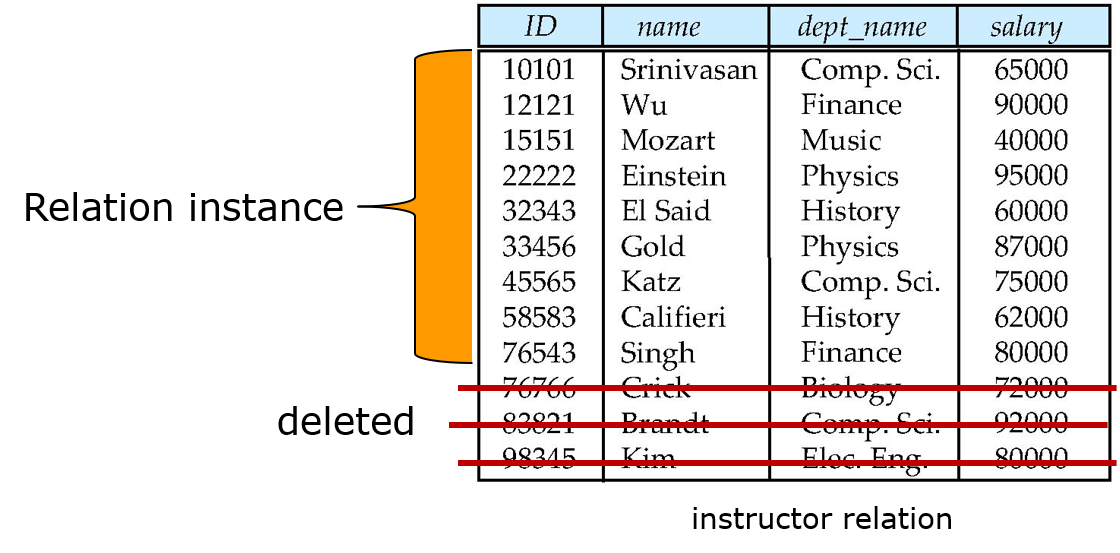 ID name dept_name salary
10101 Srinivasan Comp. Sci. 65000
12121 Wu Finance 90000
15151 Mozart Music 40000
22222 Einstein Physics 95000
Relation instance
32343 El Said History 60000
33456 Gold Physics 87000
45565 Katz Comp. Sci. 75000
58583 Califieri History 62000
76543 Singh Finance 80000
76766 Crick Biology 72000
deleted
83821 Brandt Comp. Sci. 92000
98345 Kim Elec. Eng. 80000
instructor relation